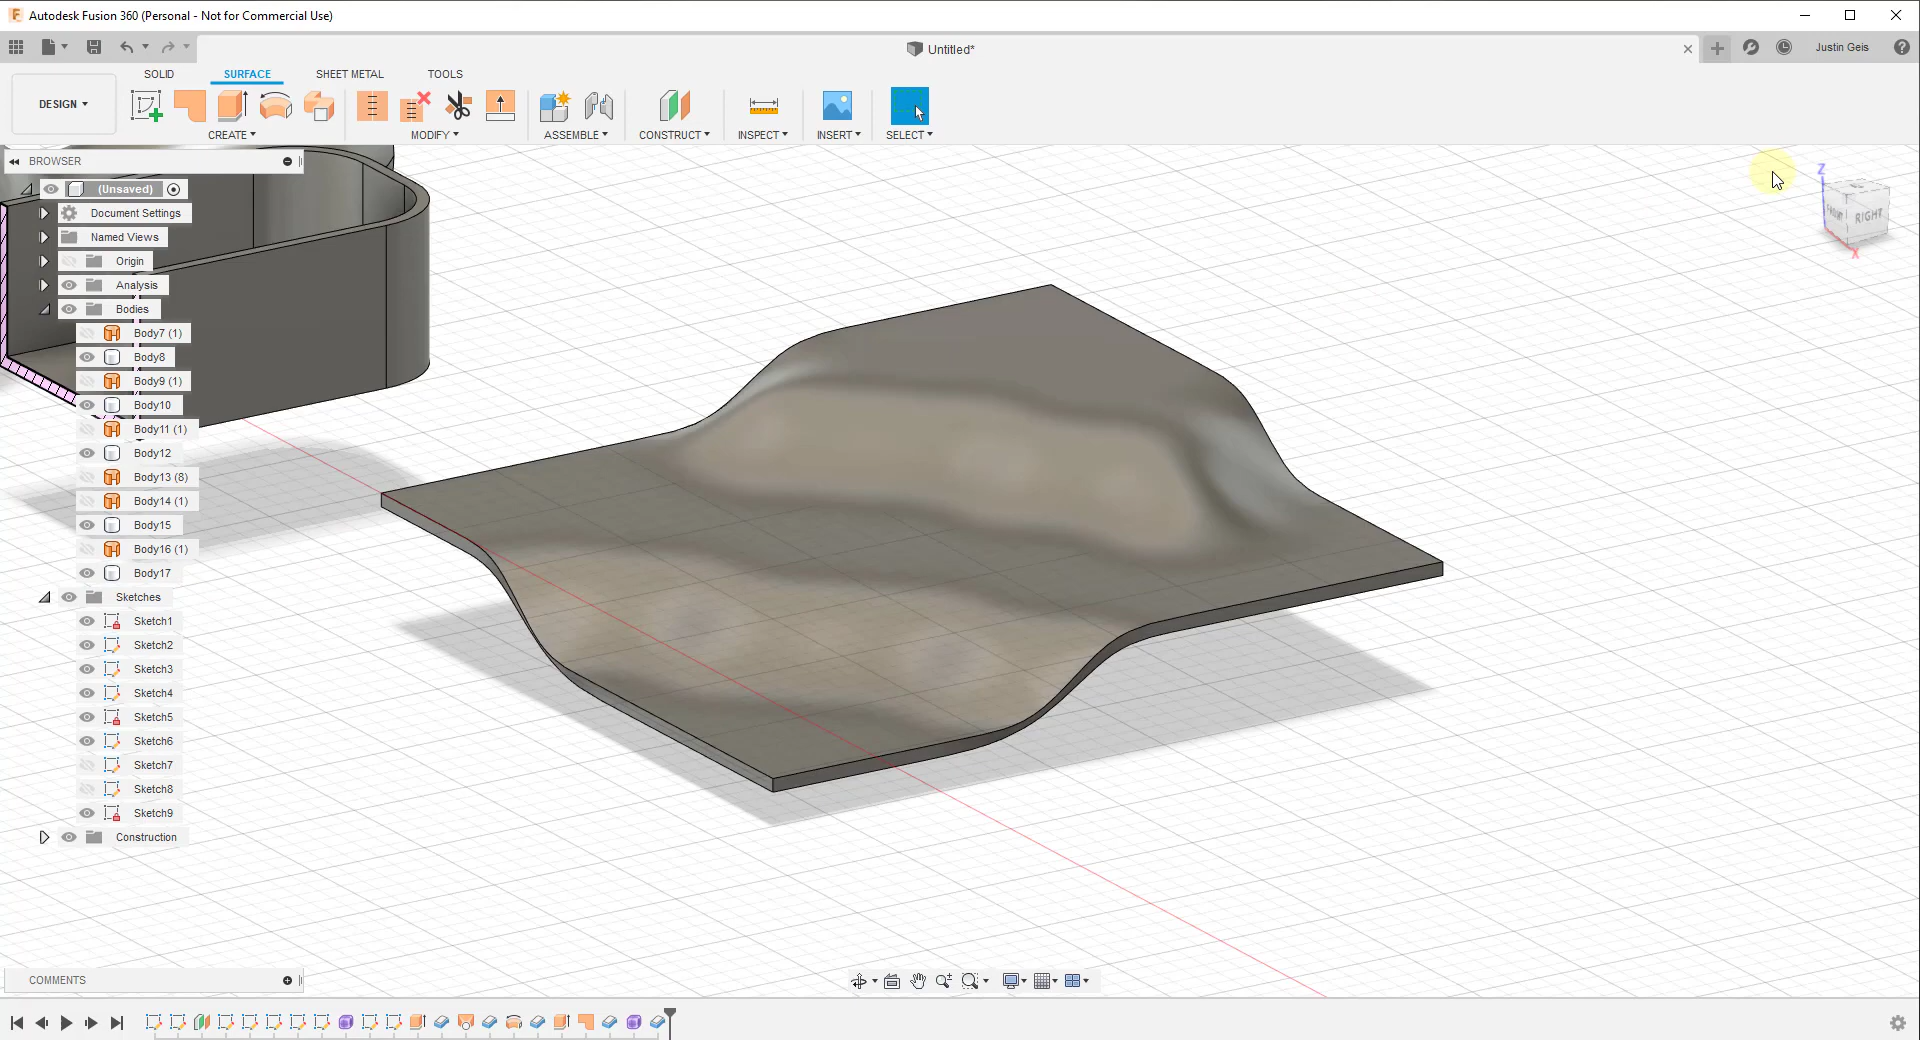 Autodesk Fusion 360 (Personal - Not for Commercial Use)
Untitled*
Justin Geis
SOLID SURFACE SHEET METAL TOOLS
DESIGN
CREATE MODIFY ASSEMBLE CONSTRUCT INSPECT INSERT SELECT
BROWSER
(Unsaved)
Document Settings
Named Views
Origin
Analysis
Bodies
Body7 (1)
Body8
Body9 (1)
Body10
Body11 (1)
Body12
Body13 (8)
Body14 (1)
Body15
Body16 (1)
Body17
Sketches
Sketch1
Sketch2
Sketch3
Sketch4
Sketch5
Sketch6
Sketch7
Sketch8
Sketch9
Construction
Z
FRONT RIGHT
X
COMMENTS